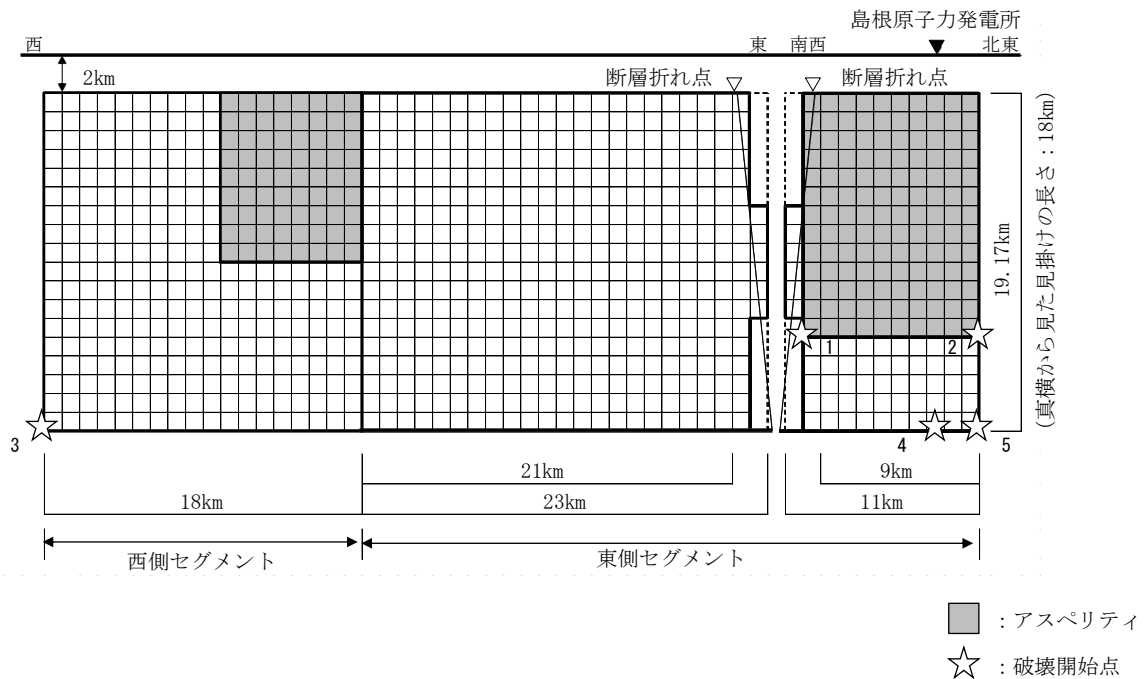 島根原子力発電所
西
東
南西
北東
2km
断層折れ点
断層折れ点
19.17km
(真横から見た見掛けの長さ：18km)
1
2
3
4
5
21km
9km
18km
23km
11km
西側セグメント
東側セグメント
：アスペリティ
：破壊開始点